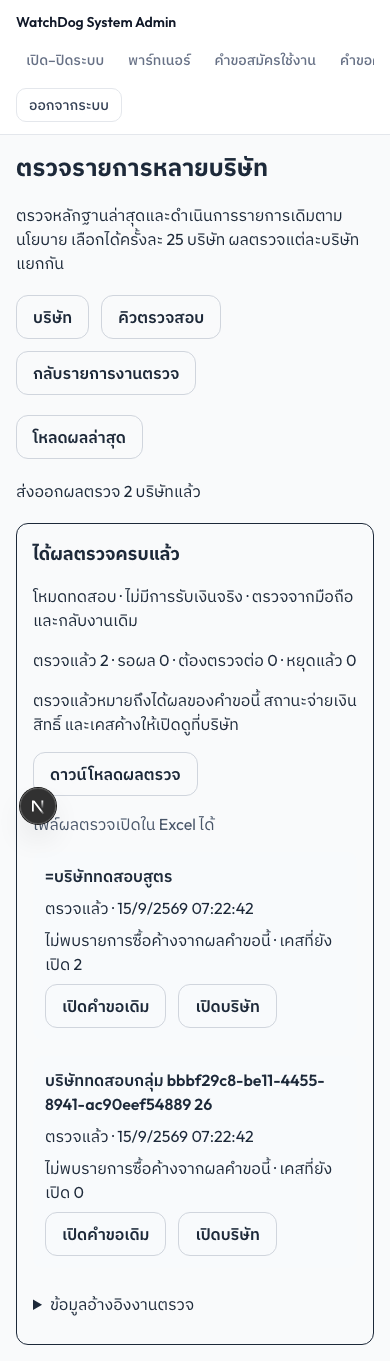 WatchDog System Admin
เปิด-ปิดระบบ พาร์ทเนอร์ คำขอสมัครใช้งาน
ออกจากระบบ
ตรวจรายการหลายบริษัท
ตรวจหลักฐานล่าสุดและดำเนินการรายการเดิมตาม
นโยบาย เลือกได้ครั้งละ 25 บริษัท ผลตรวจแต่ละบริษัท
แยกกัน
บริษัท คิวตรวจสอบ
กลับรายการงานตรวจ
โหลดผลล่าสุด
ส่งออกผลตรวจ 2 บริษัทแล้ว
ได้ผลตรวจครบแล้ว
โหมดทดสอบ · ไม่มีการรับเงินจริง · ตรวจจากมือถือ
และกลับงานเดิม
ตรวจแล้ว 2 · รอผล 0 · ต้องตรวจต่อ 0 · หยุดแล้ว 0
ตรวจแล้วหมายถึงได้ผลของคำขอนี้ สถานะจ่ายเงิน
สิทธิ์ และเคสค้างให้เปิดดูที่บริษัท
ดาวน์โหลดผลตรวจ
N
ไฟล์ผลตรวจเปิดใน Excel ได้
=บริษัททดสอบสูตร
ตรวจแล้ว · 15/9/2569 07:22:42
ไม่พบรายการซื้อค้างจากผลคำขอนี้ · เคสที่ยัง
เปิด 2
เปิดคำขอเดิม เปิดบริษัท
บริษัททดสอบกลุ่ม bbbf29c8-be11-4455-
8941-ac90eef54889 26
ตรวจแล้ว · 15/9/2569 07:22:42
ไม่พบรายการซื้อค้างจากผลคำขอนี้ · เคสที่ยัง
เปิด 0
เปิดคำขอเดิม เปิดบริษัท
ข้อมูลอ้างอิงงานตรวจ